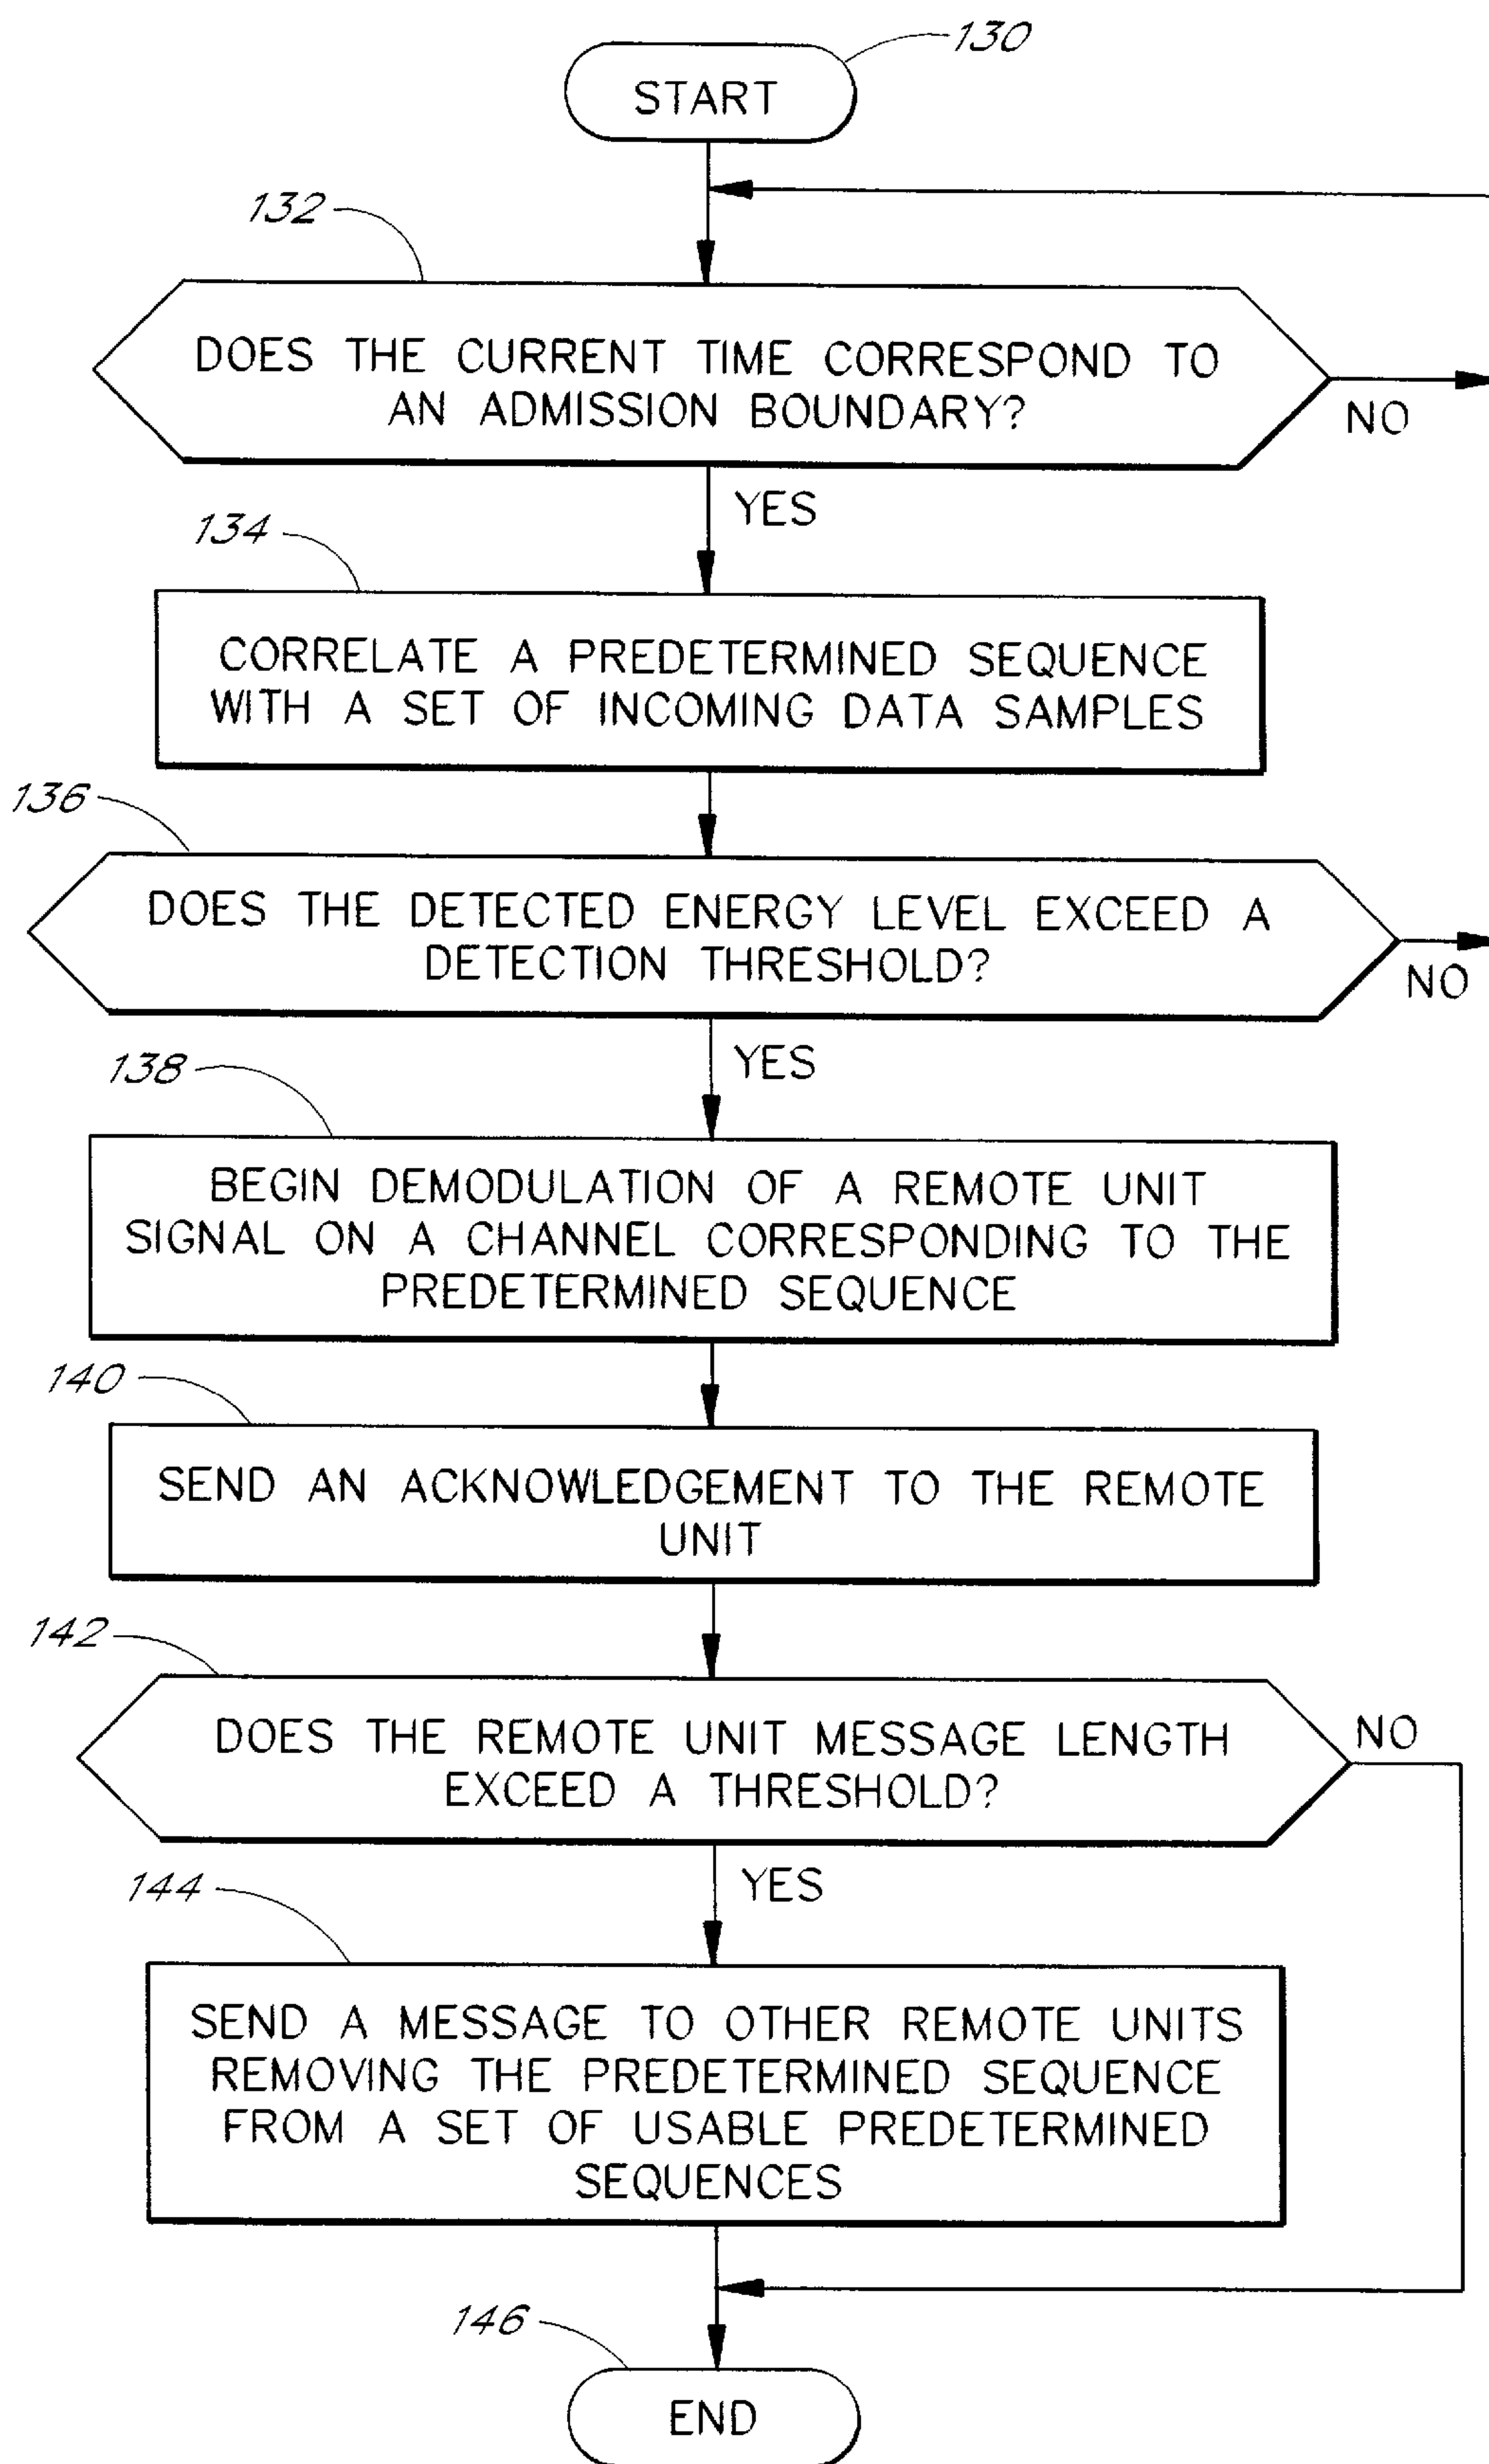 130
START
132
DOES THE CURRENT TIME CORRESPOND TO
AN ADMISSION BOUNDARY?
NO
YES
134
CORRELATE A PREDETERMINED SEQUENCE
WITH A SET OF INCOMING DATA SAMPLES
136
DOES THE DETECTED ENERGY LEVEL EXCEED A
DETECTION THRESHOLD?
NO
YES
138
BEGIN DEMODULATION OF A REMOTE UNIT
SIGNAL ON A CHANNEL CORRESPONDING TO THE
PREDETERMINED SEQUENCE
140
SEND AN ACKNOWLEDGEMENT TO THE REMOTE
UNIT
142
DOES THE REMOTE UNIT MESSAGE LENGTH
EXCEED A THRESHOLD?
NO
YES
144
SEND A MESSAGE TO OTHER REMOTE UNITS
REMOVING THE PREDETERMINED SEQUENCE
FROM A SET OF USABLE PREDETERMINED
SEQUENCES
146
END